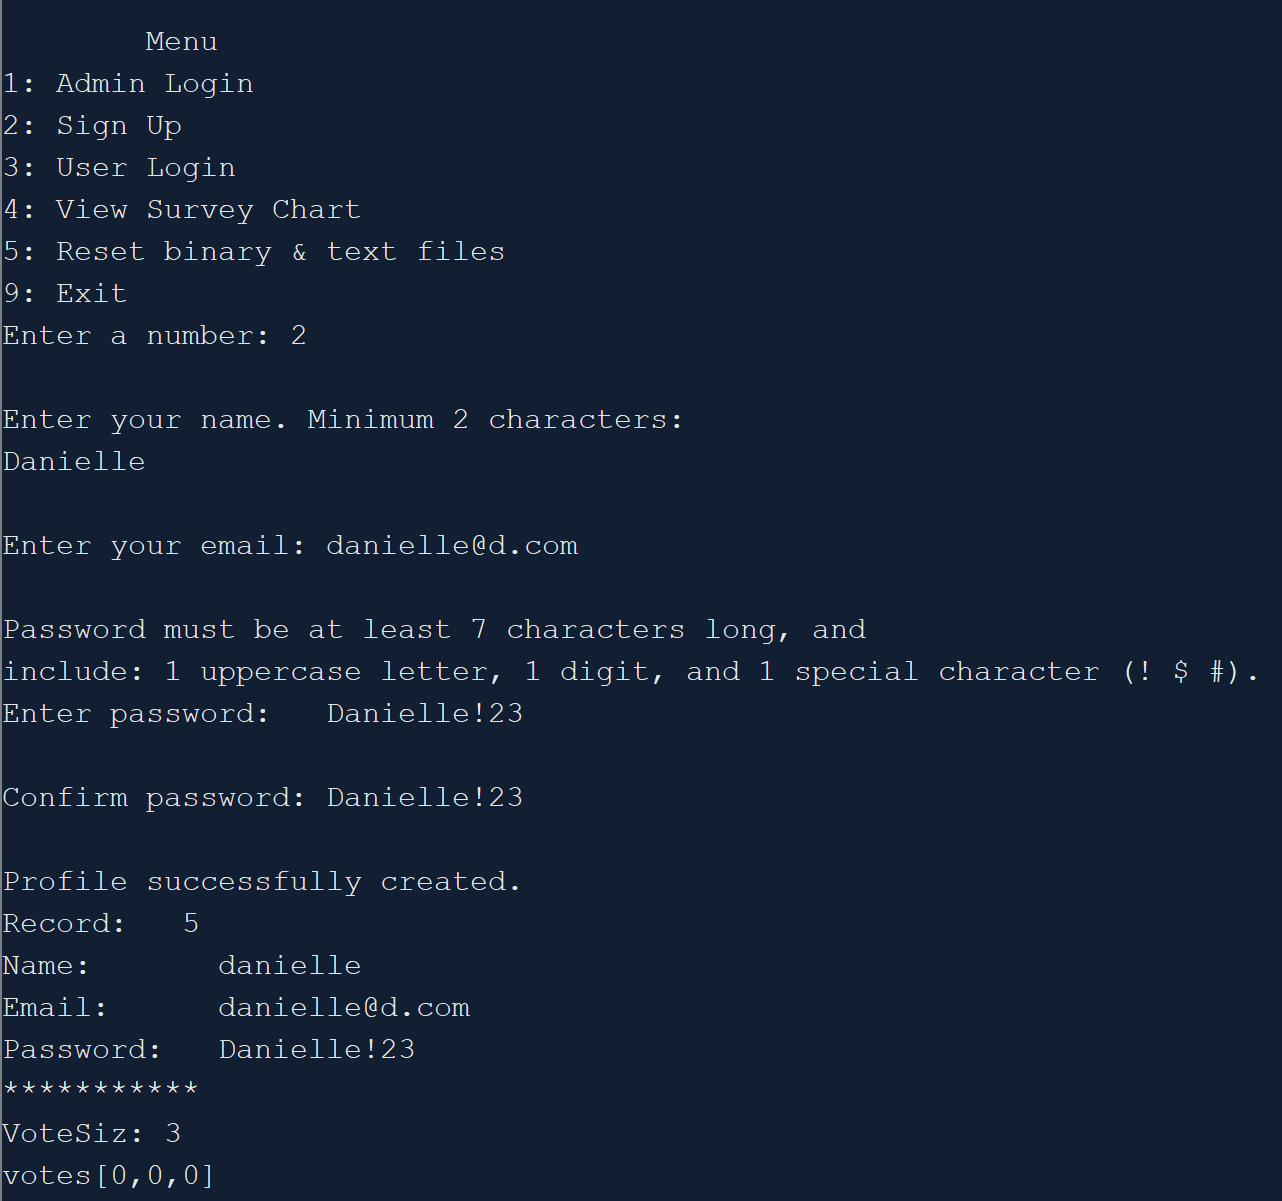 Menu
1: Admin Login
2: Sign Up
3: User Login
4: View Survey Chart
5: Reset binary & text files
9: Exit
Enter a number: 2
Enter your name. Minimum 2 characters:
Danielle
Enter your email: danielle@d.com
Password must be at least 7 characters long, and
include: 1 uppercase letter, 1 digit, and 1 special character (! $ #).
Enter password:   Danielle!23
Confirm password: Danielle!23
Profile successfully created.
Record:   5
Name:       danielle
Email:      danielle@d.com
Password:   Danielle!23
***********
VoteSiz: 3
votes[0,0,0]